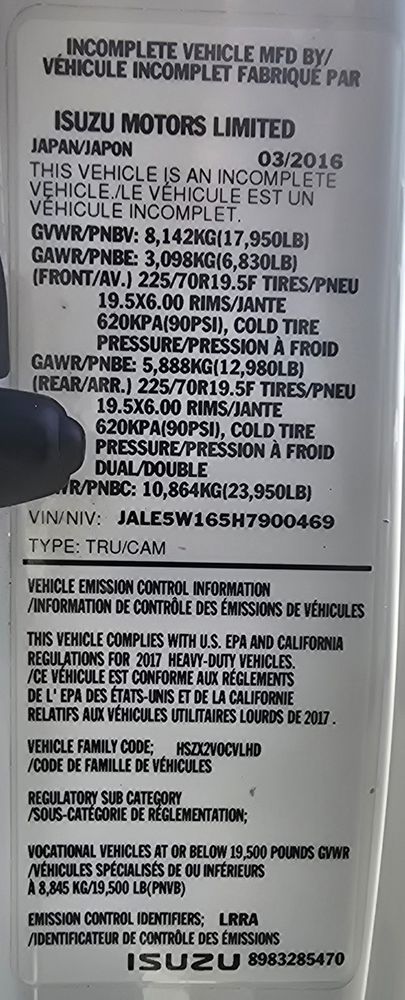 INCOMPLETE VEHICLE MFD BY/
VÉHICULE INCOMPLET FABRIQUÉ PAR
ISUZU MOTORS LIMITED
JAPAN/JAPON 03/2016
THIS VEHICLE IS AN INCOMPLETE
VEHICLE./LE VÉHICULE EST UN
VÉHICULE INCOMPLET.
GVWR/PNBV: 8,142KG(17,950LB)
GAWR/PNBE: 3,098KG(6,830LB)
(FRONT/AV.) 225/70R19.5F TIRES/PNEU
19.5X6.00 RIMS/JANTE
620KPA(90PSI), COLD TIRE
PRESSURE/PRESSION À FROID
GAWR/PNBE: 5,888KG(12,980LB)
(REAR/ARR.) 225/70R19.5F TIRES/PNEU
19.5X6.00 RIMS/JANTE
620KPA(90PSI), COLD TIRE
PRESSURE/PRESSION À FROID
DUAL/DOUBLE
WR/PNBC: 10,864KG(23,950LB)
VIN/NIV: JALE5W165H7900469
TYPE: TRU/CAM
VEHICLE EMISSION CONTROL INFORMATION
/INFORMATION DE CONTRÔLE DES ÉMISSIONS DE VÉHICULES
THIS VEHICLE COMPLIES WITH U.S. EPA AND CALIFORNIA
REGULATIONS FOR 2017 HEAVY-DUTY VEHICLES.
/CE VÉHICULE EST CONFORME AUX RÉGLEMENTS
DE L' EPA DES ÉTATS-UNIS ET DE LA CALIFORNIE
RELATIFS AUX VÉHICULES UTILITAIRES LOURDS DE 2017 .
VEHICLE FAMILY CODE; HSZX2VOCVLHD
/CODE DE FAMILLE DE VÉHICULES
REGULATORY SUB CATEGORY
/SOUS-CATÉGORIE DE RÉGLEMENTATION;
VOCATIONAL VEHICLES AT OR BELOW 19,500 POUNDS GVWR
/VÉHICULES SPÉCIALISÉS DE OU INFÉRIEURS
À 8,845 KG/19,500 LB(PNVB)
EMISSION CONTROL IDENTIFIERS; LRRA
/IDENTIFICATEUR DE CONTRÔLE DES ÉMISSIONS
ISUZU 8983285470